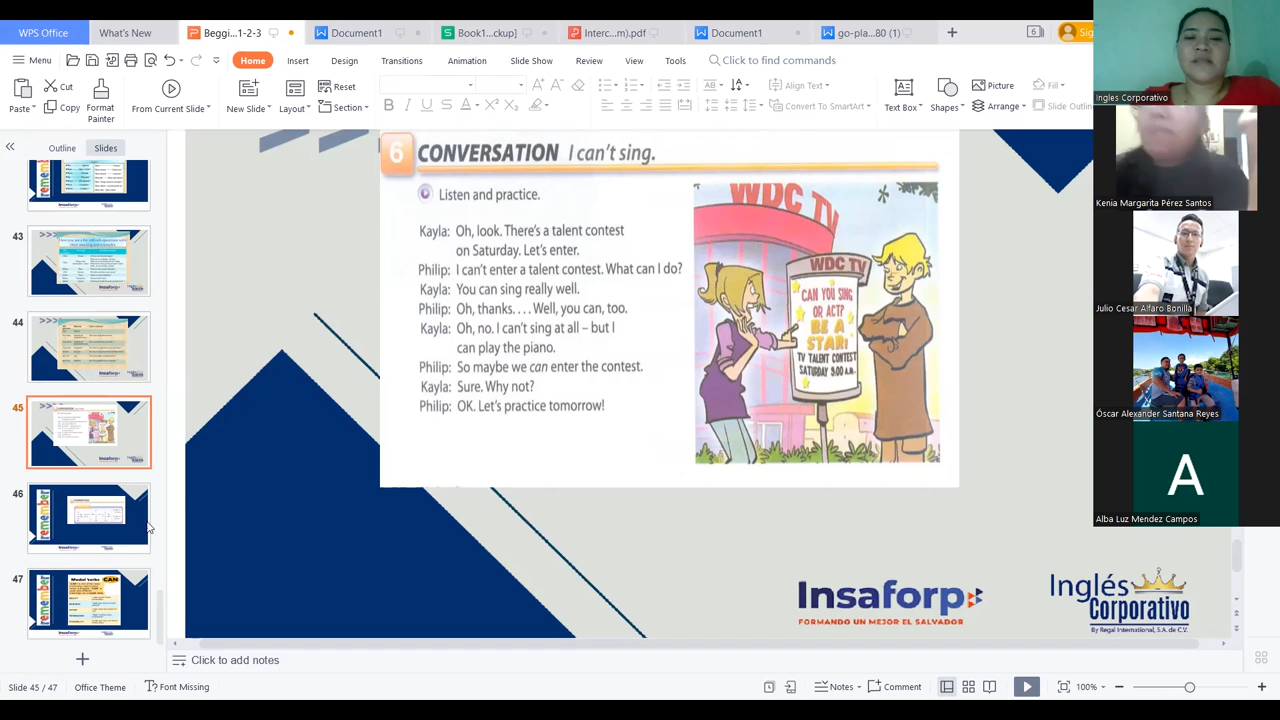 WPS Office
What's New
Beggi...-1-2-3
Document1
Book1...ckup]
Interc...m).pdf
Document1
go-pla...80 (1)
Menu
Home
Insert
Design
Transitions
Animation
Slide Show
Review
View
Tools
Click to find commands
Paste
Cut
Copy
Format
Painter
From Current Slide
New Slide
Layout
Reset
Section
Align Text
Convert To SmartArt
Text Box
Shapes
Picture
Arrange
Fill
Slide Outlin
Outline
Slides
43
44
45
46
47
remember
Modal Verbs CAN
6 CONVERSATION I can't sing.
Listen and practice.
Kayla: Oh, look. There's a talent contest
on Saturday. Let's enter.
Philip: I can't enter a talent contest. What can I do?
Kayla: You can sing really well.
Philip: Oh thanks. . . . Well, you can, too.
Kayla: Oh, no. I can't sing at all – but I
can play the piano.
Philip: So maybe we can enter the contest.
Kayla: Sure. Why not?
Philip: OK. Let's practice tomorrow!
WDC TV
WDC TV
CAN YOU SING
OR ACT?
BE A
STAR!
TV TALENT CONTEST
SATURDAY 9:00 A.M.
Insaforp
FORMANDO UN MEJOR EL SALVADOR
Inglés
Corporativo
By Regal International, S.A. de C.V.
Click to add notes
Slide 45 / 47
Office Theme
Font Missing
Notes
Comment
100%
Ingles Corporativo
Kenia Margarita Pérez Santos
Julio Cesar Alfaro Bonilla
Óscar Alexander Santana Reyes
A
Alba Luz Mendez Campos